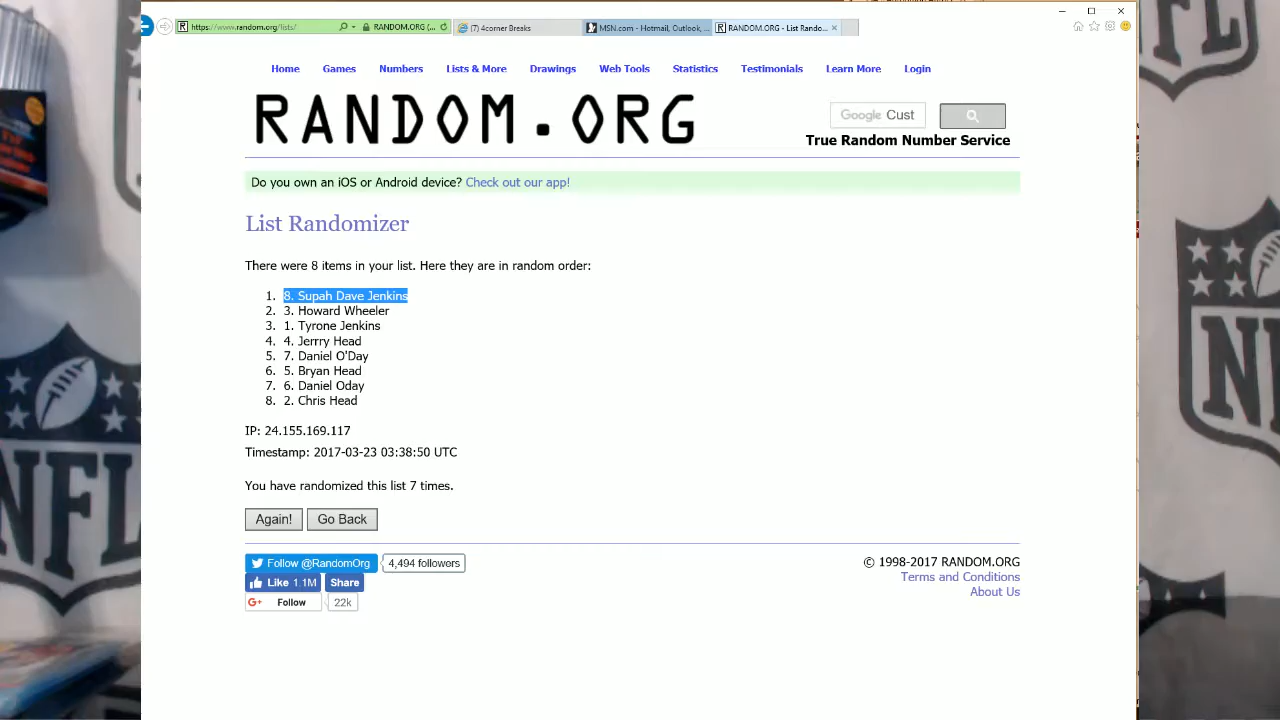 https://www.random.org/lists/
RANDOM.ORG (...
(7) 4corner Breaks
MSN.com - Hotmail, Outlook, ...
RANDOM.ORG - List Rando...
Home Games Numbers Lists & More Drawings Web Tools Statistics Testimonials Learn More Login
RANDOM.ORG
Google Cust
True Random Number Service
Do you own an iOS or Android device? Check out our app!
List Randomizer
There were 8 items in your list. Here they are in random order:
1. 8. Supah Dave Jenkins
2. 3. Howard Wheeler
3. 1. Tyrone Jenkins
4. 4. Jerrry Head
5. 7. Daniel O'Day
6. 5. Bryan Head
7. 6. Daniel Oday
8. 2. Chris Head
IP: 24.155.169.117
Timestamp: 2017-03-23 03:38:50 UTC
You have randomized this list 7 times.
Again! Go Back
Follow @RandomOrg 4,494 followers
Like 1.1M Share
G+ Follow 22k
© 1998-2017 RANDOM.ORG
Terms and Conditions
About Us
NFL
NFL